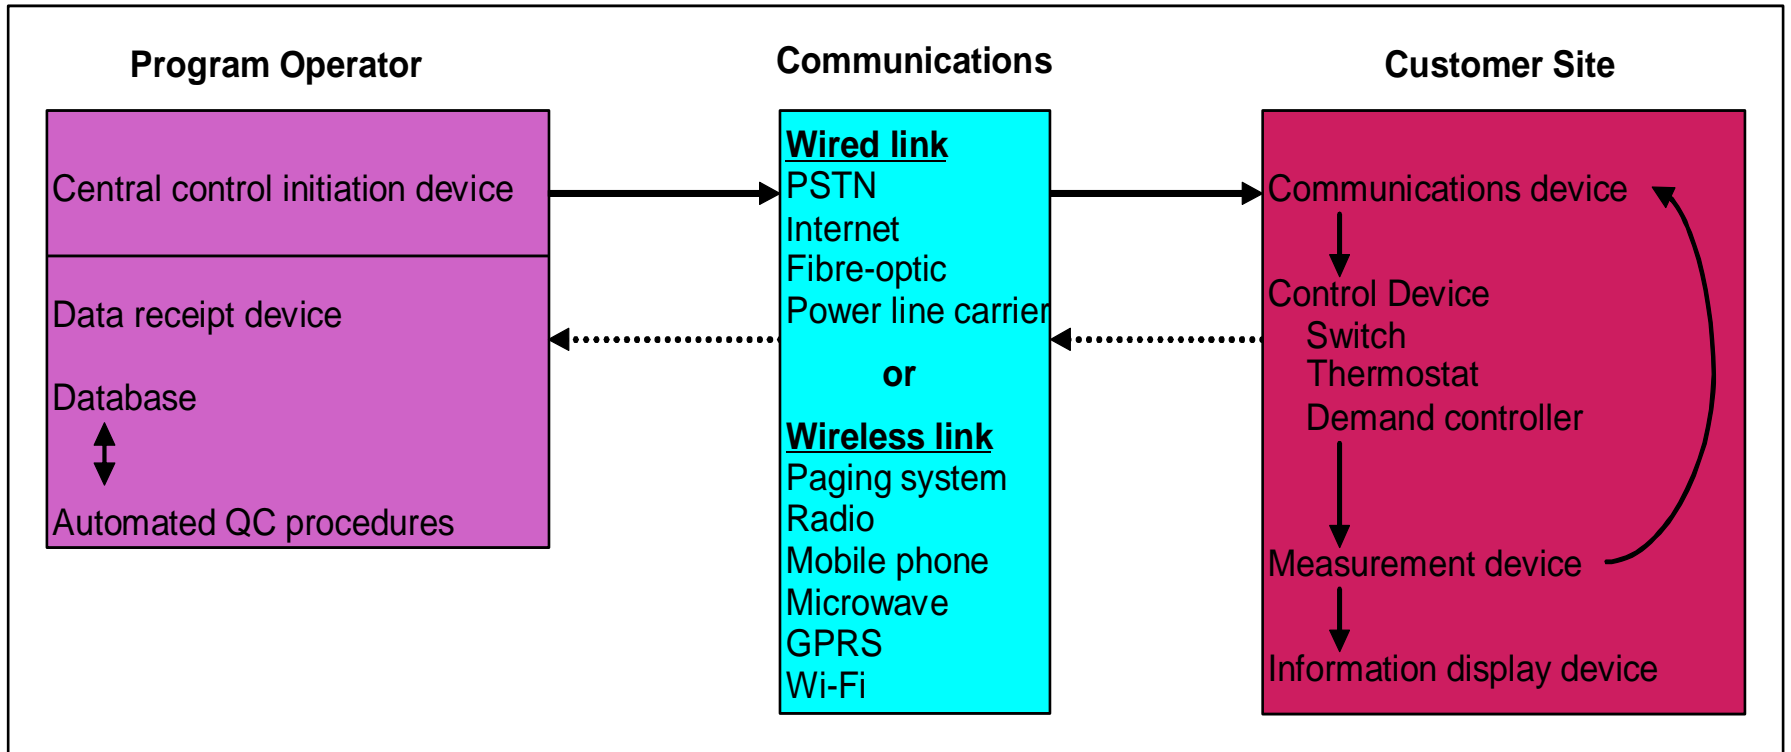 Program Operator
Central control initiation device
Data receipt device
Database
Automated QC procedures
Communications
Wired link
PSTN
Internet
Fibre-optic
Power line carrier
or
Wireless link
Paging system
Radio
Mobile phone
Microwave
GPRS
Wi-Fi
Customer Site
Communications device
Control Device
Switch
Thermostat
Demand controller
Measurement device
Information display device